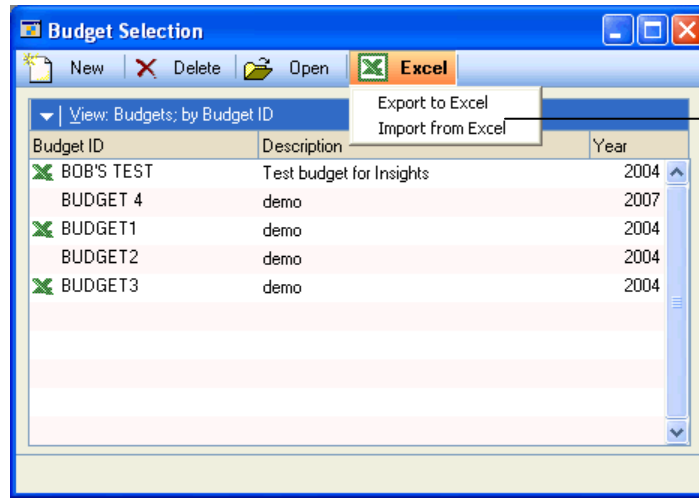 Budget Selection
New Delete Open Excel
Export to Excel
Import from Excel
View: Budgets; by Budget ID
Budget ID Description Year
BOB'S TEST Test budget for Insights 2004
BUDGET 4 demo 2007
BUDGET1 demo 2004
BUDGET2 demo 2004
BUDGET3 demo 2004